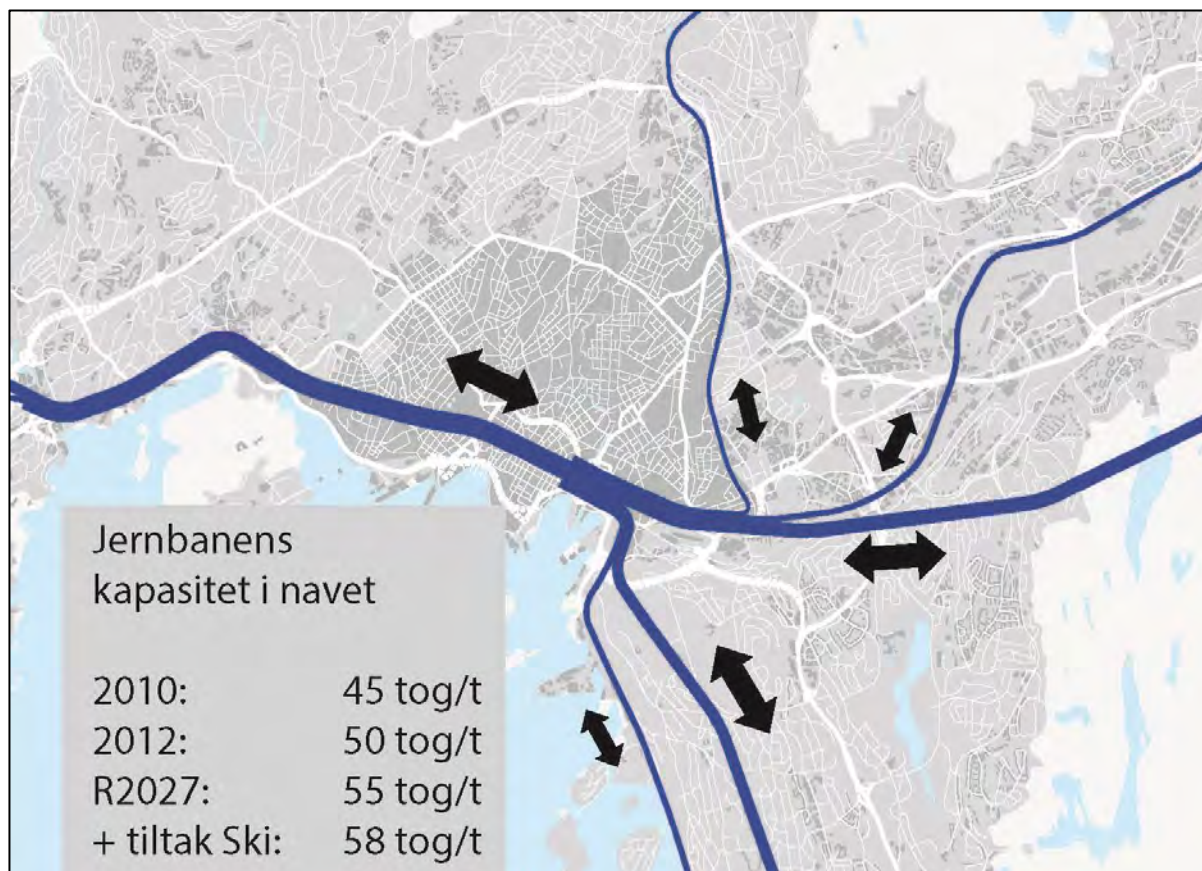 Jernbanens
kapasitet i navet
2010: 45 tog/t
2012: 50 tog/t
R2027: 55 tog/t
+ tiltak Ski: 58 tog/t